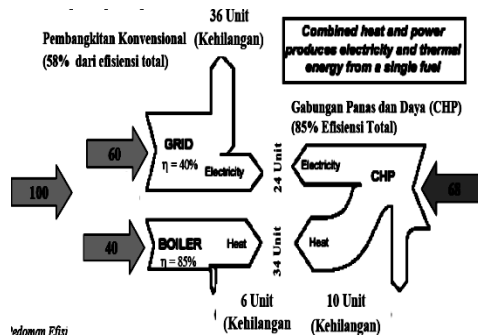 36 Unit
(Kehilangan)
Pembangkitan Konvensional
(58% dari efisiensi total)
Combined heat and power
produces electricity and thermal
energy from a single fuel
Gabungan Panas dan Daya (CHP)
(85% Efisiensi Total)
60
GRID
η = 40%
Electricity
24 Unit
Electricity
CHP
100
68
40
BOILER
η = 85%
Heat
34 Unit
Heat
6 Unit
(Kehilangan
10 Unit
(Kehilangan
Pedoman Efisi